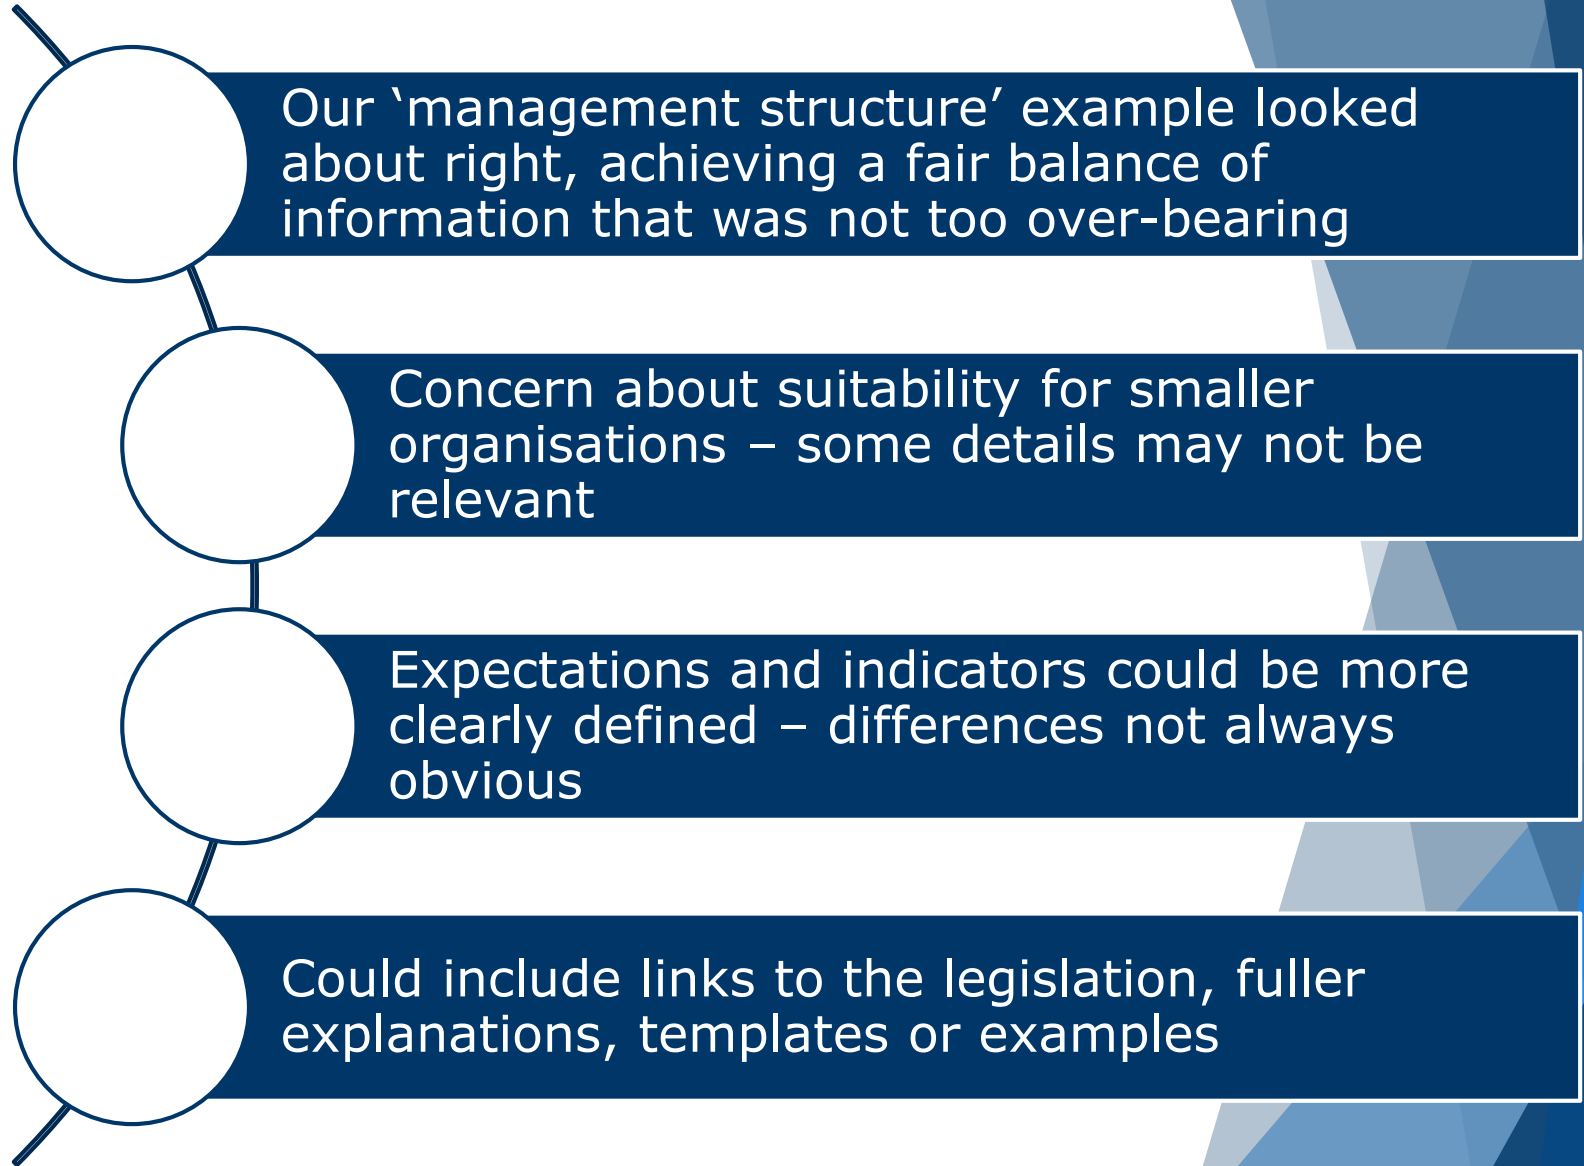 Our ‘management structure’ example looked
about right, achieving a fair balance of
information that was not too over-bearing
Concern about suitability for smaller
organisations – some details may not be
relevant
Expectations and indicators could be more
clearly defined – differences not always
obvious
Could include links to the legislation, fuller
explanations, templates or examples